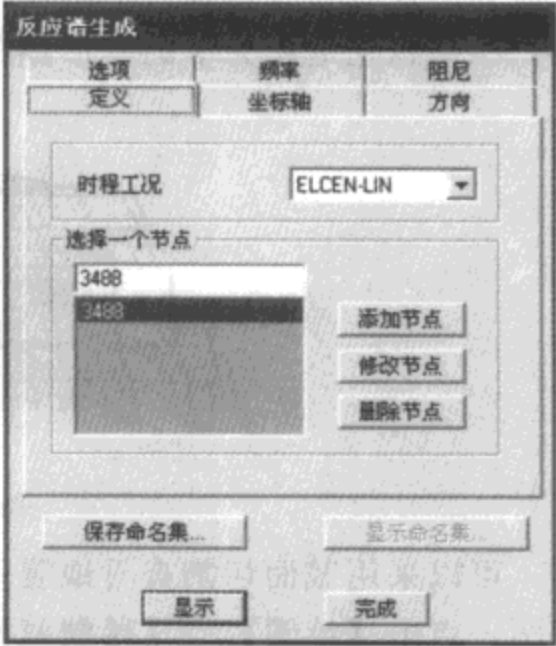 反应谱生成
选项 频率 阻尼
定义 坐标轴 方向
时程工况 ELCEN-LIN
选择一个节点
3488
3488
添加节点
修改节点
删除节点
保存命名集... 显示命名集...
显示 完成